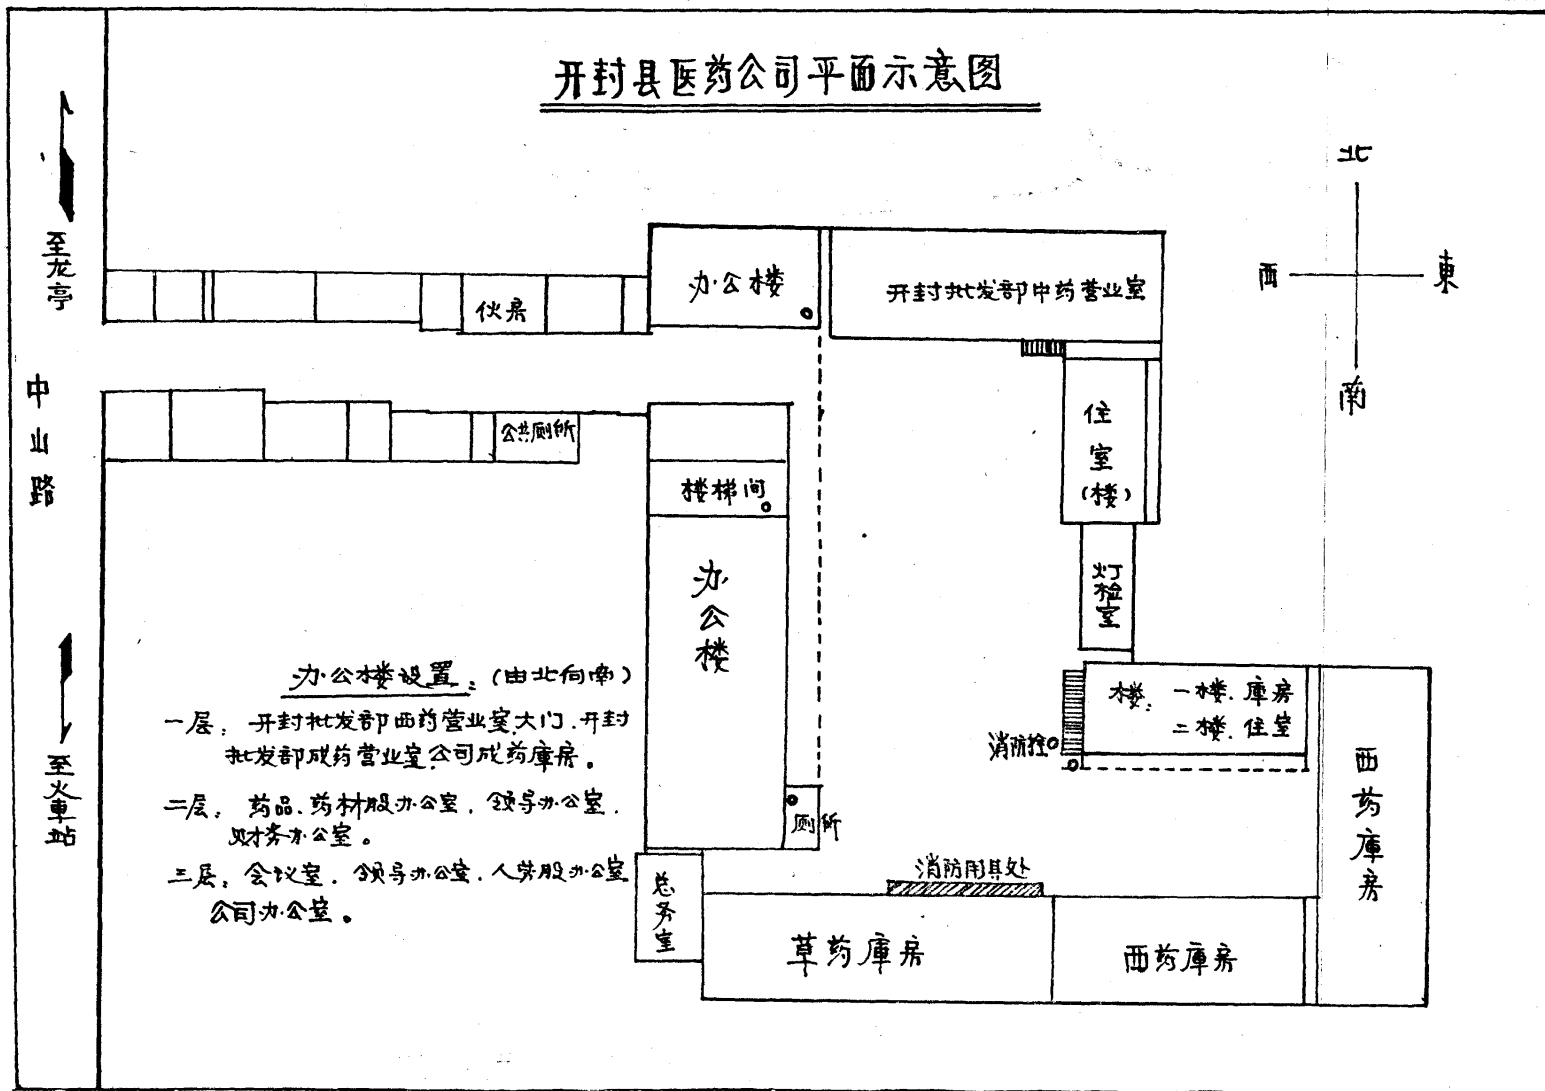 开封县医药公司平面示意图
北
西
東
南
至龙亭
中山路
至火車站
伙房
办公楼
开封批发部中药营业室
公共厕所
楼梯间
办公楼
住室
(楼)
灯检室
楼: 一楼.庫房
二楼.住室
消防拴
西药庫房
厕所
消防用具处
总务室
草药庫房
西药庫房
办公楼设置:(由北向南)
一层:开封批发部西药营业室.大门.开封
批发部成药营业室.公司成药庫房。
二层:药品.药材股办公室.领导办公室.
财务办公室。
三层:会议室.领导办公室.人劳股办公室
公司办公室。